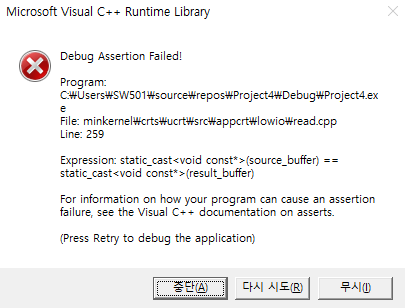 Microsoft Visual C++ Runtime Library
Debug Assertion Failed!
Program:
C:₩Users₩SW501₩source₩repos₩Project4₩Debug₩Project4.ex
e
File: minkernel₩crts₩ucrt₩src₩appcrt₩lowio₩read.cpp
Line: 259
Expression: static_cast<void const*>(source_buffer) ==
static_cast<void const*>(result_buffer)
For information on how your program can cause an assertion
failure, see the Visual C++ documentation on asserts.
(Press Retry to debug the application)
중단(A) 다시 시도(R) 무시(I)